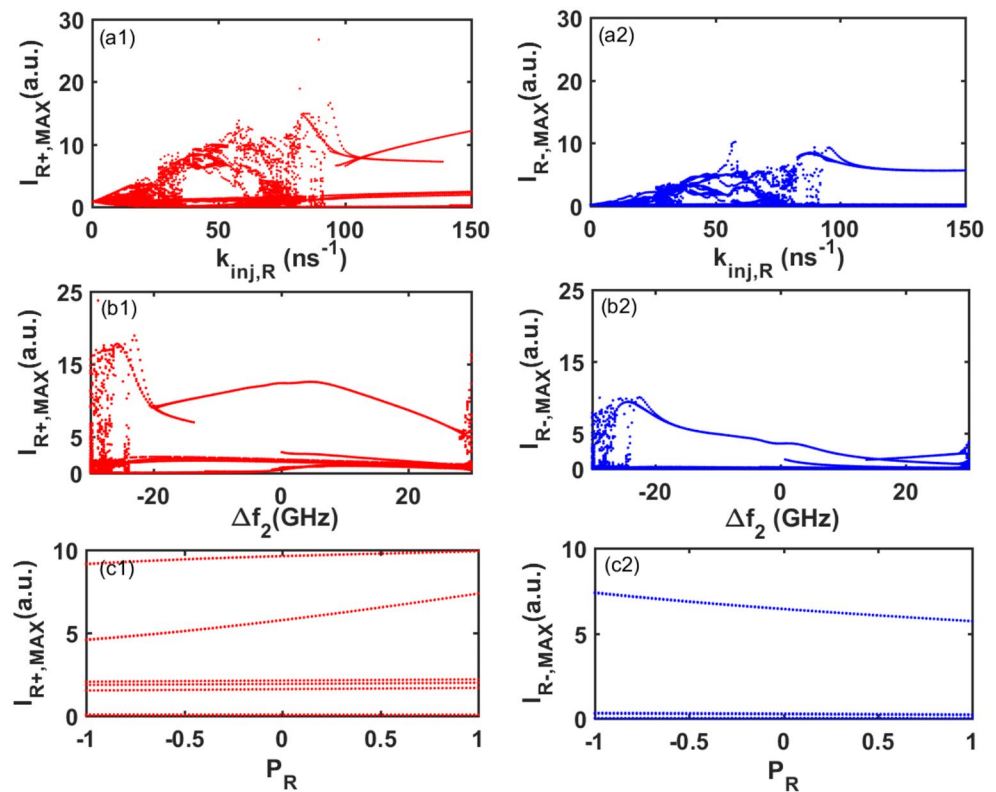 (a1)
I_R+,MAX(a.u.)
30
20
10
0
0 50 100 150
k_inj,R (ns^-1)
(a2)
I_R-,MAX(a.u.)
30
20
10
0
0 50 100 150
k_inj,R (ns^-1)
(b1)
I_R+,MAX(a.u.)
25
15
5
0
-20 0 20
Δf_2(GHz)
(b2)
I_R-,MAX(a.u.)
25
15
5
0
-20 0 20
Δf_2 (GHz)
(c1)
I_R+,MAX(a.u.)
10
5
0
-1 -0.5 0 0.5 1
P_R
(c2)
I_R-,MAX(a.u.)
10
5
0
-1 -0.5 0 0.5 1
P_R